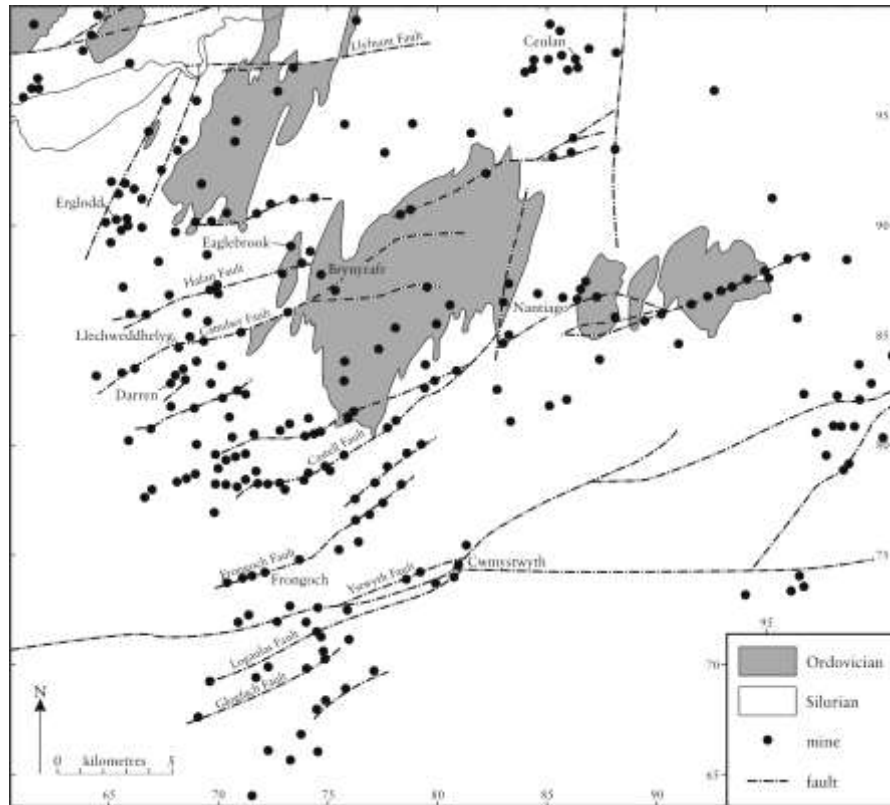 Llyfnant Fault
Ceulan
95
Erglodd
90
Eaglebrook
Hafan Fault
Brynyrafr
Camdwr Fault
Nantiago
Llechweddhelyg
85
Darren
80
Castell Fault
75
Frongoch Fault
Frongoch
Ystwyth Fault
Cwmystwyth
95
Logaulas Fault
70
Glogfach Fault
Ordovician
Silurian
mine
fault
N
0 kilometres 5
65
65
70
75
80
85
90